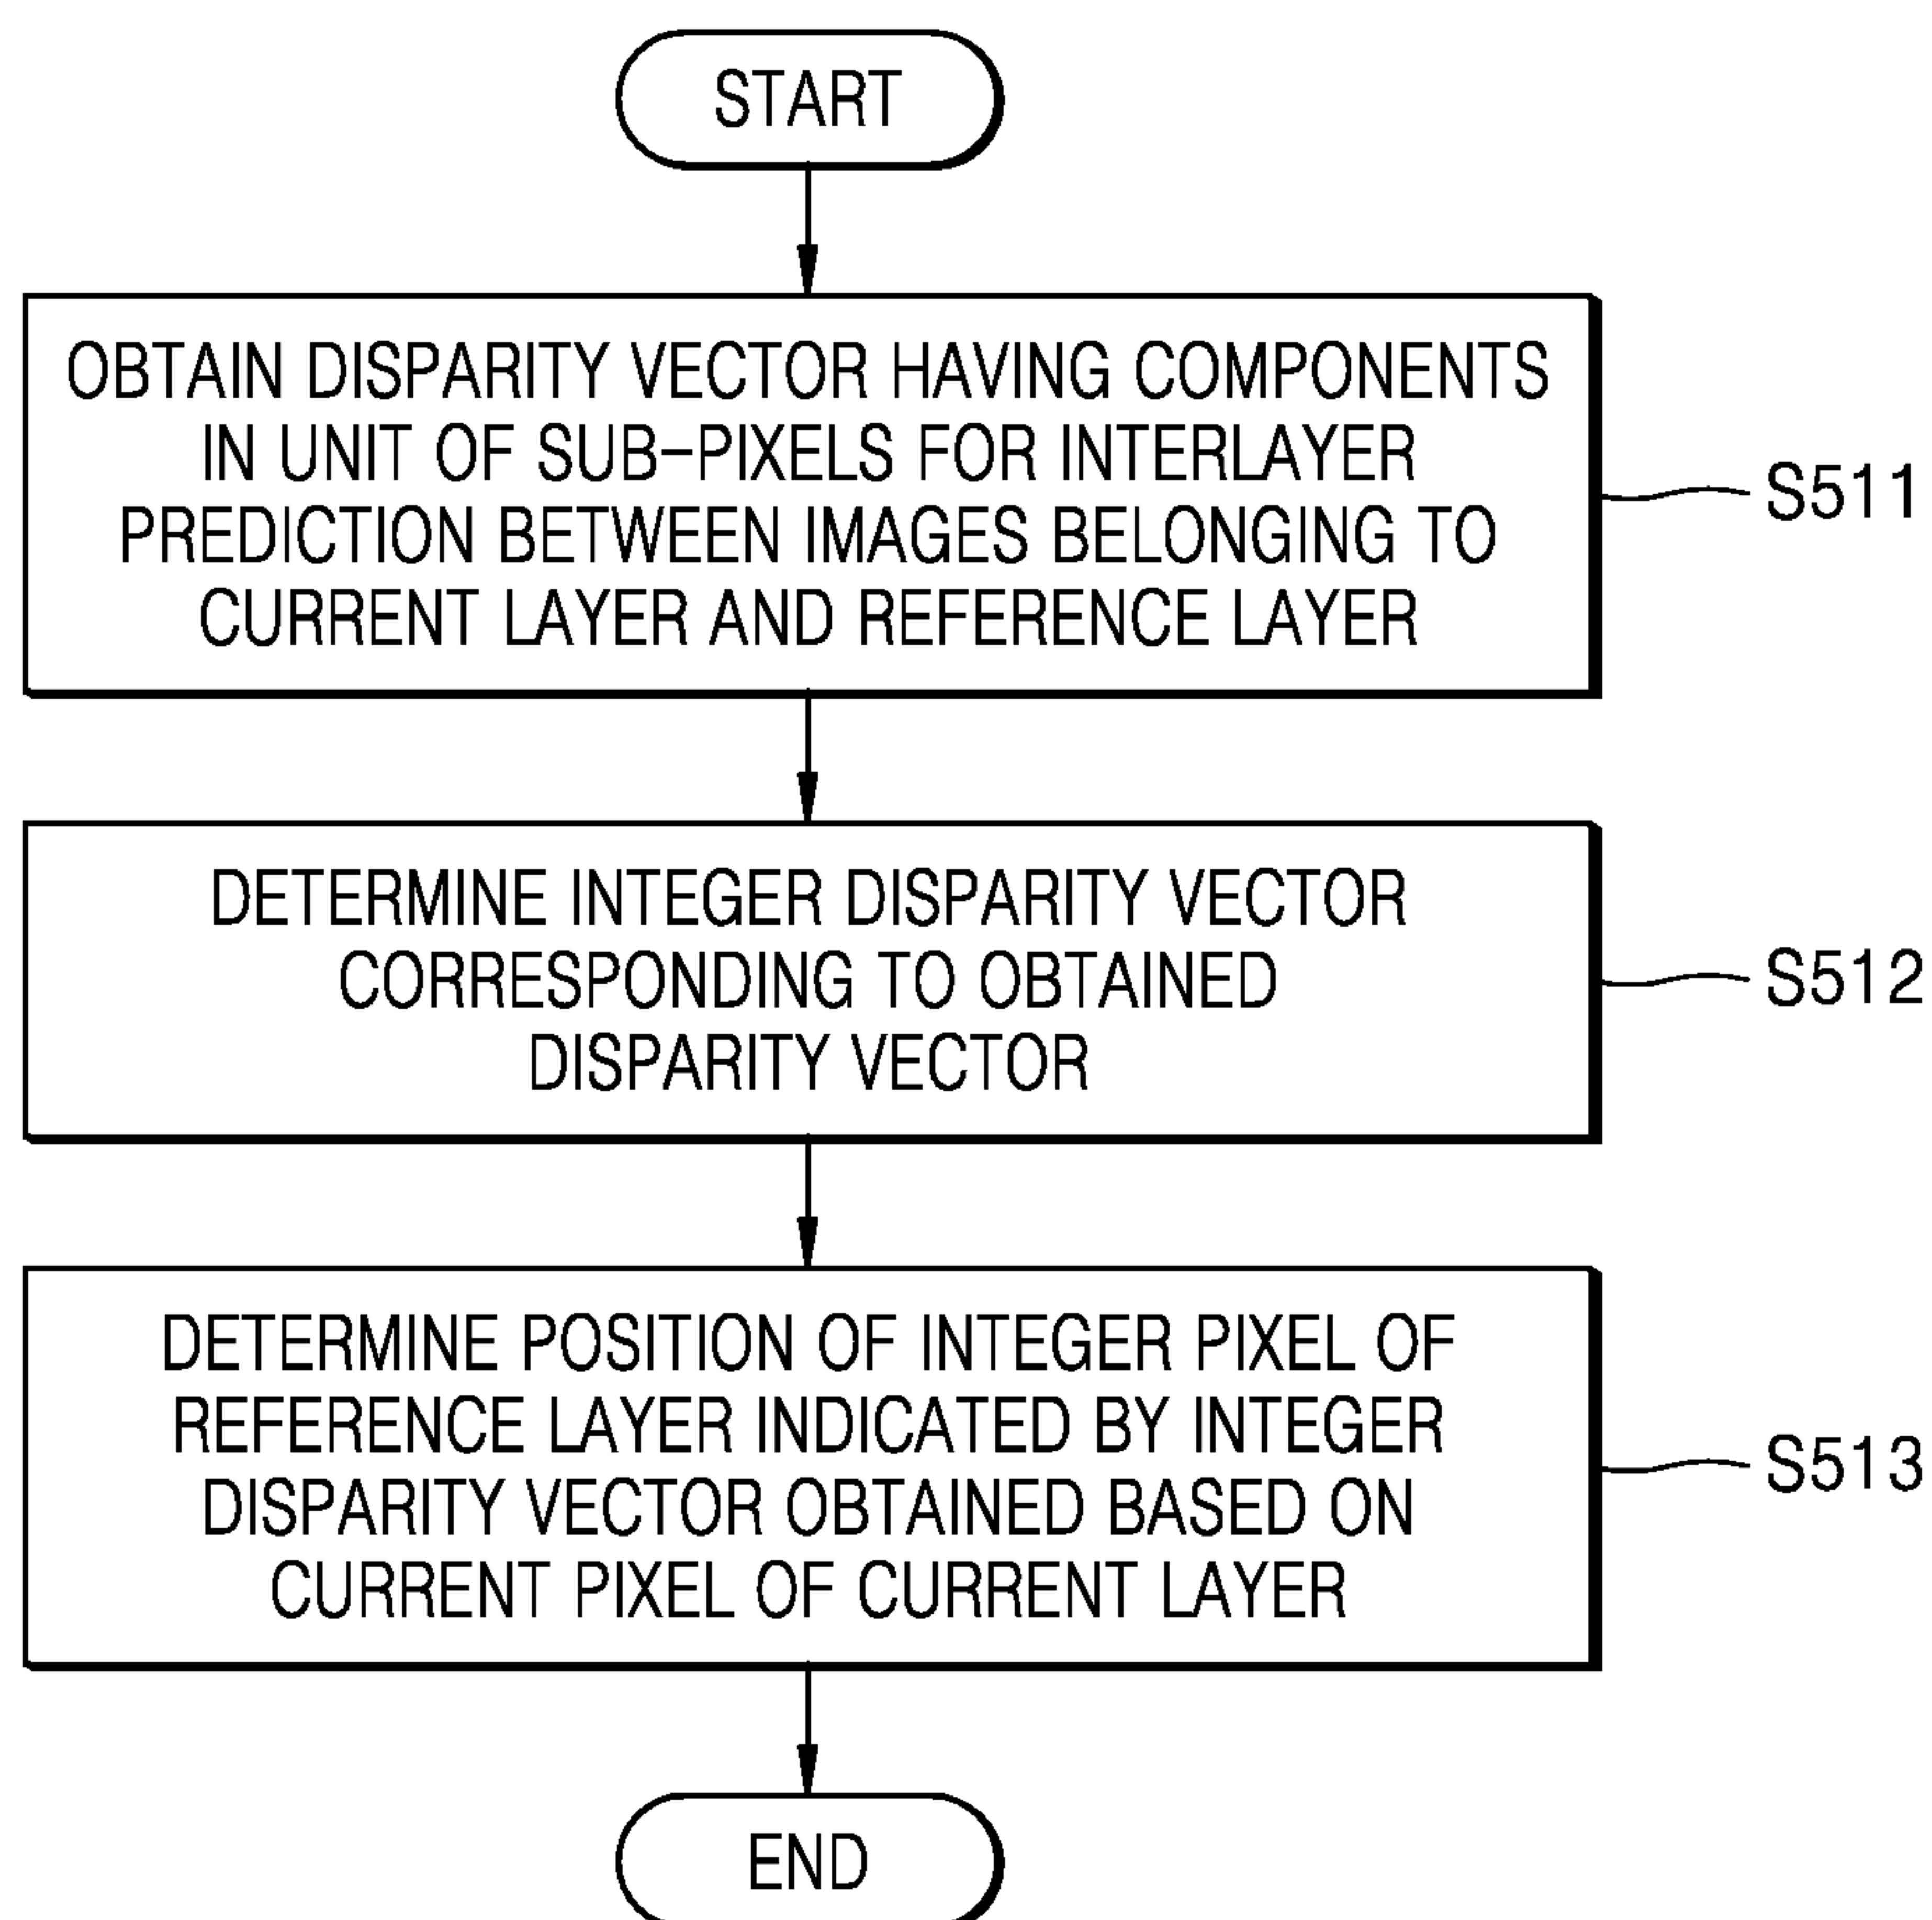 START
OBTAIN DISPARITY VECTOR HAVING COMPONENTS
IN UNIT OF SUB-PIXELS FOR INTERLAYER
PREDICTION BETWEEN IMAGES BELONGING TO
CURRENT LAYER AND REFERENCE LAYER
S511
DETERMINE INTEGER DISPARITY VECTOR
CORRESPONDING TO OBTAINED
DISPARITY VECTOR
S512
DETERMINE POSITION OF INTEGER PIXEL OF
REFERENCE LAYER INDICATED BY INTEGER
DISPARITY VECTOR OBTAINED BASED ON
CURRENT PIXEL OF CURRENT LAYER
S513
END